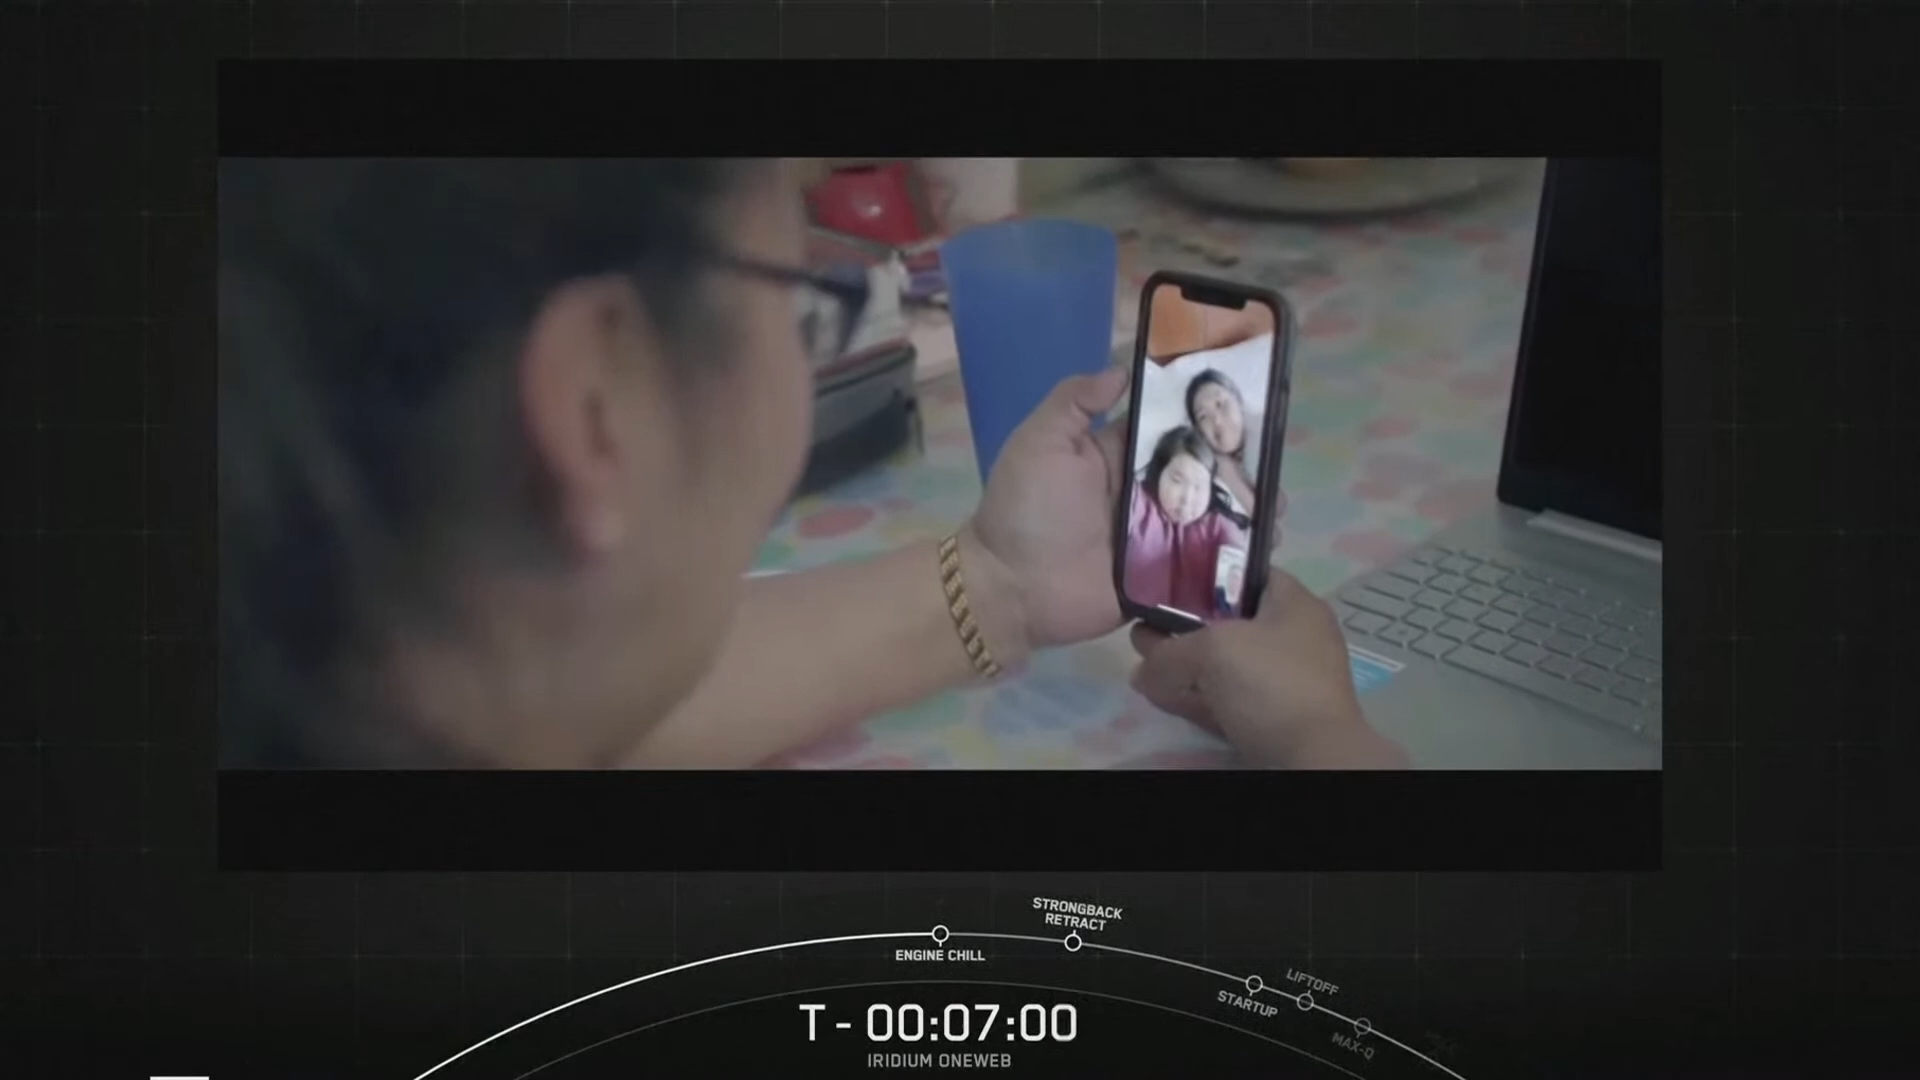 STRONGBACK
RETRACT
ENGINE CHILL
LIFTOFF
STARTUP
MAX-Q
T - 00:07:00
IRIDIUM ONEWEB